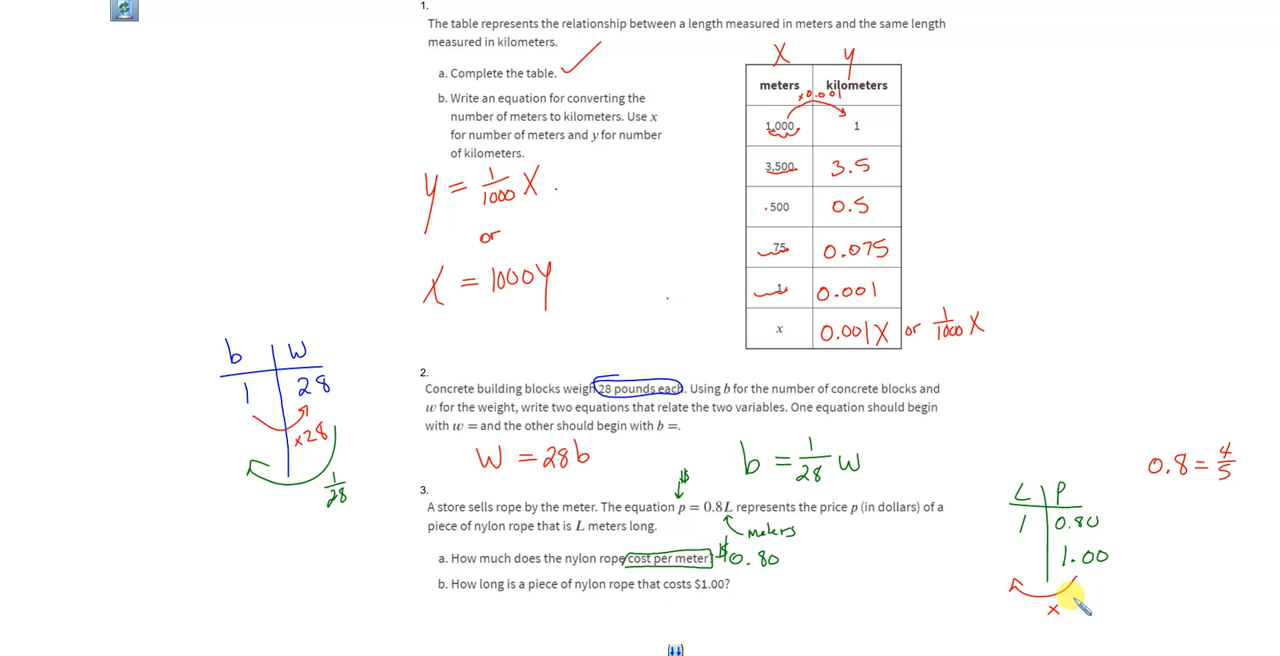 1.
The table represents the relationship between a length measured in meters and the same length
measured in kilometers.
a. Complete the table.
b. Write an equation for converting the
number of meters to kilometers. Use x
for number of meters and y for number
of kilometers.
y = 1/1000 X .
or
X = 1000y
X y
meters kilometers
x0.001
1,000 1
3,500 3.5
.500 0.5
75 0.075
1 0.001
x 0.001X or 1/1000 X
b W
1 28
x28
1/28
2.
Concrete building blocks weigh 28 pounds each. Using b for the number of concrete blocks and
w for the weight, write two equations that relate the two variables. One equation should begin
with w = and the other should begin with b =.
W = 28b b = 1/28 W
3.
$
A store sells rope by the meter. The equation p = 0.8L represents the price p (in dollars) of a
piece of nylon rope that is L meters long.
meters
a. How much does the nylon rope cost per meter? $0.80
b. How long is a piece of nylon rope that costs $1.00?
0.8 = 4/5
L P
1 0.80
1.00
x